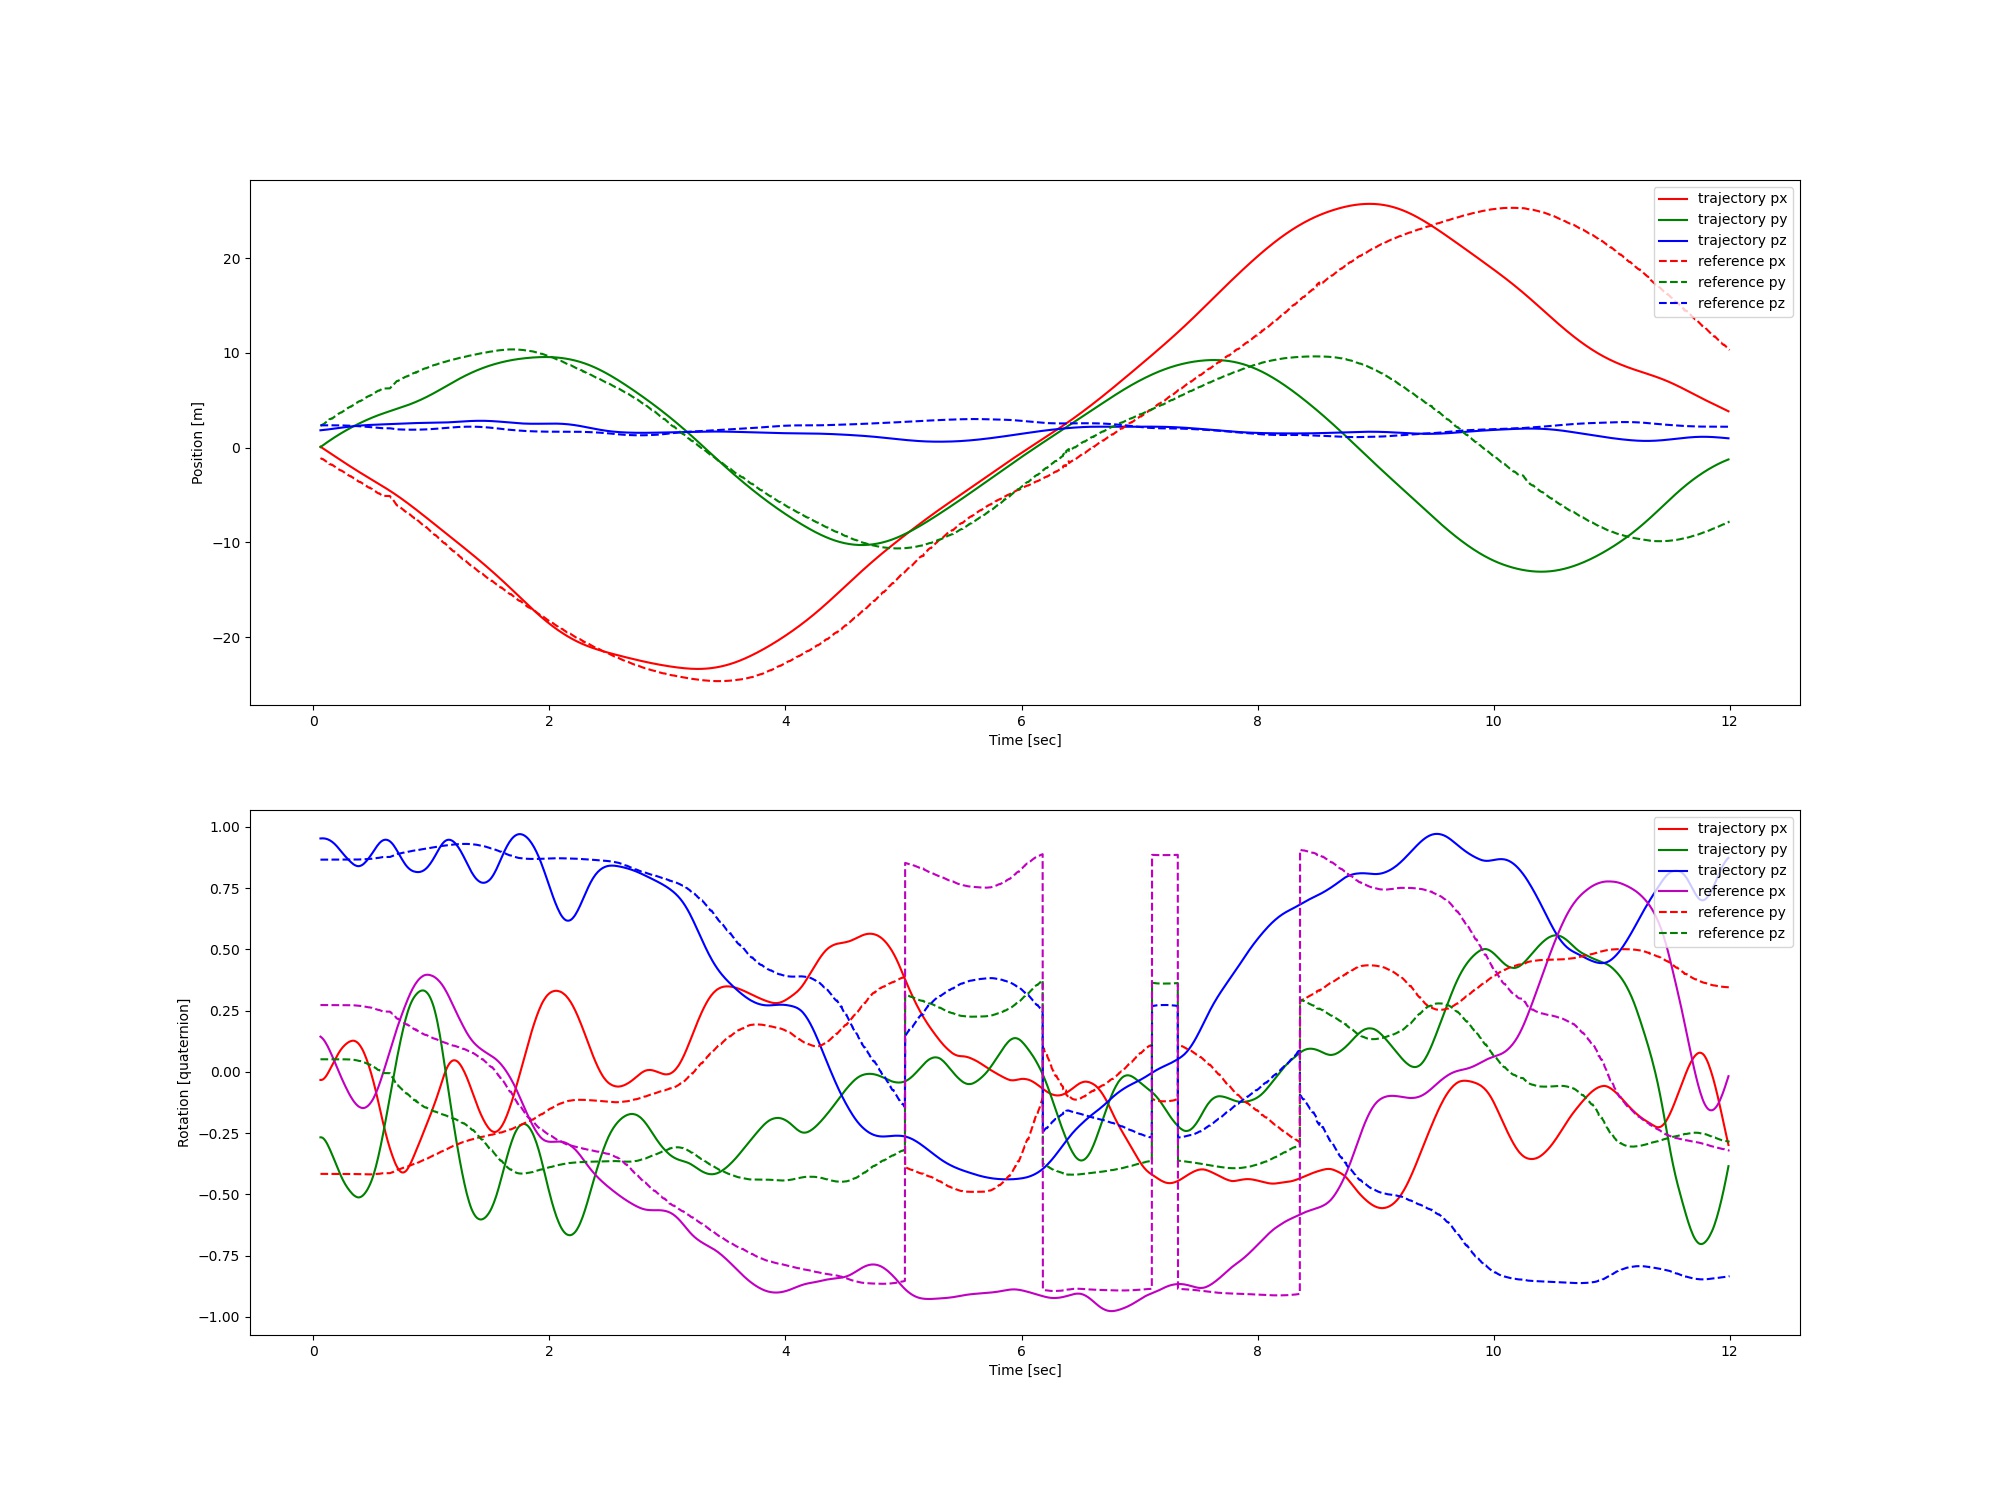 trajectory px
trajectory py
trajectory pz
reference px
reference py
reference pz
20
10
0
−10
−20
Position [m]
0 2 4 6 8 10 12
Time [sec]
trajectory px
trajectory py
trajectory pz
reference px
reference py
reference pz
1.00
0.75
0.50
0.25
0.00
−0.25
−0.50
−0.75
−1.00
Rotation [quaternion]
0 2 4 6 8 10 12
Time [sec]